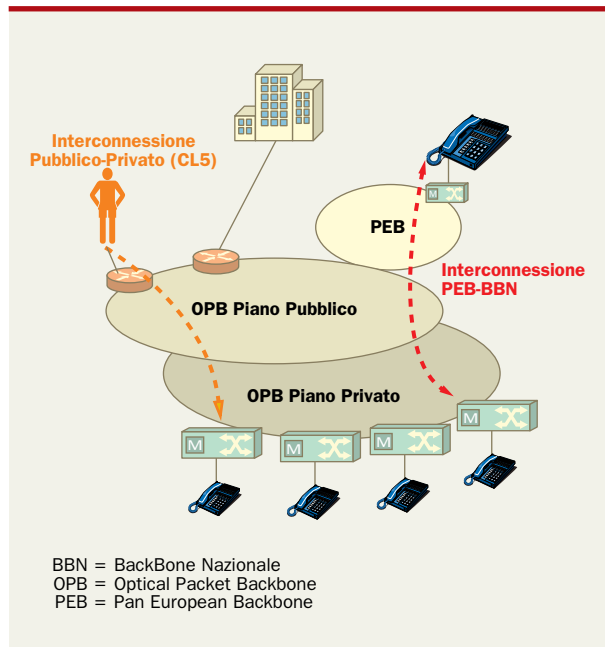 Interconnessione
Pubblico-Privato (CL5)
PEB
Interconnessione
PEB-BBN
OPB Piano Pubblico
OPB Piano Privato
M
M
M
M
M
BBN = BackBone Nazionale
OPB = Optical Packet Backbone
PEB = Pan European Backbone